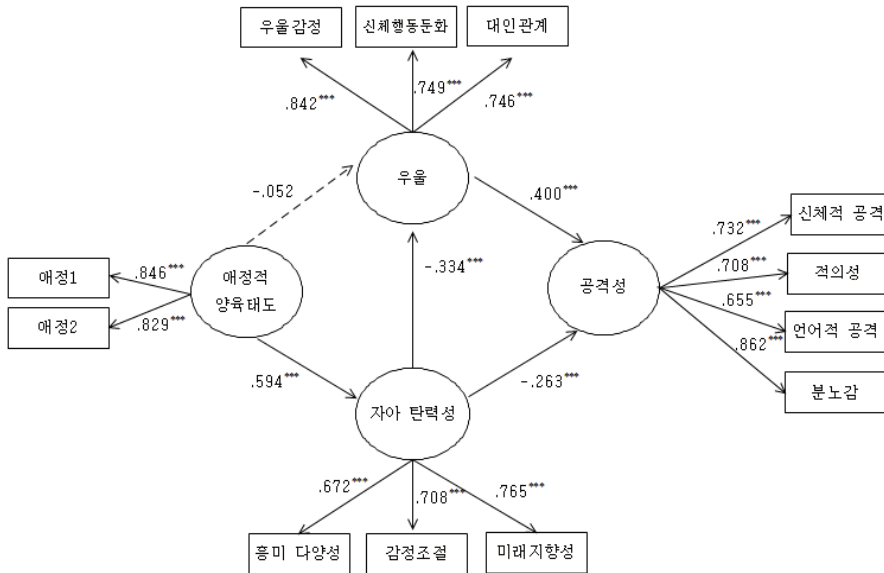 우울감정
신체행동둔화
대인관계
.842***
.749***
.746***
우울
-.052
.400***
신체적 공격
.732***
.708***
적의성
애정1
.846***
애정적
양육태도
-.334***
공격성
.655***
언어적 공격
애정2
.829***
.862***
.594***
-.263***
분노감
자아 탄력성
.672***
.708***
.765***
흥미 다양성
감정조절
미래지향성